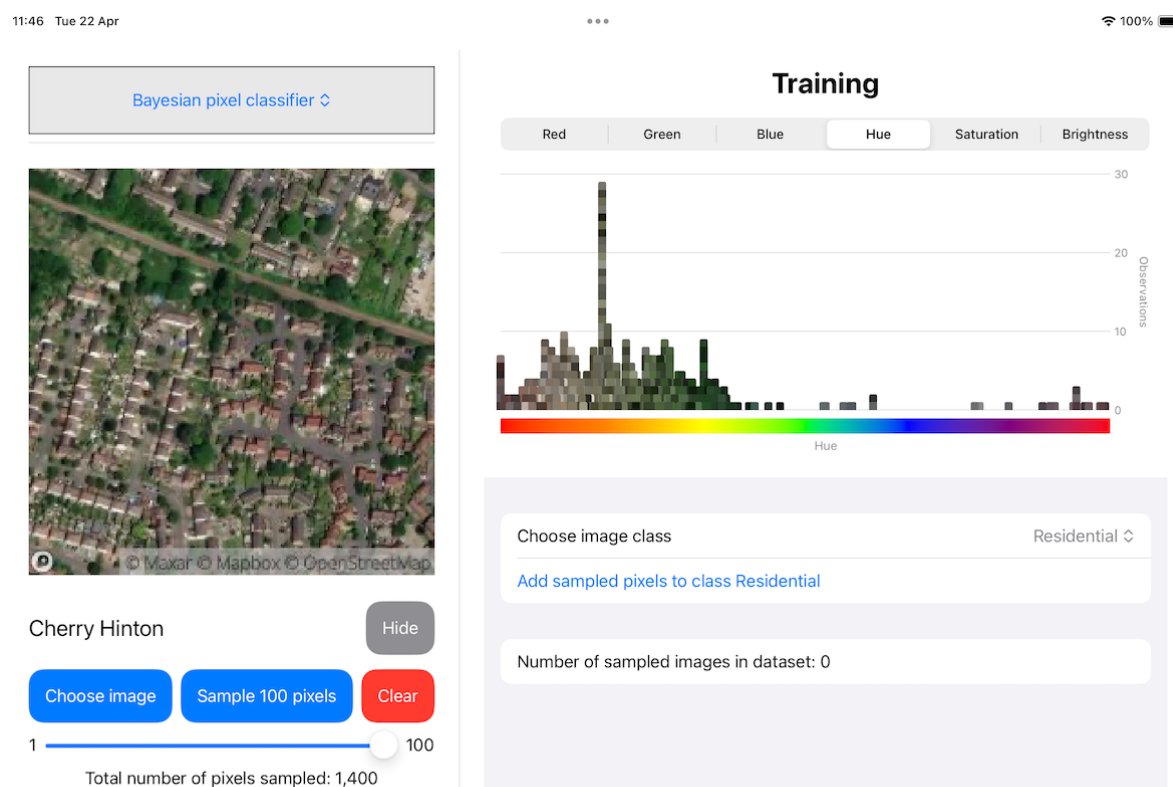 11:46 Tue 22 Apr
100%
Bayesian pixel classifier
© Maxar © Mapbox © OpenStreetMap
Cherry Hinton
Hide
Choose image
Sample 100 pixels
Clear
1
100
Total number of pixels sampled: 1,400
Training
Red
Green
Blue
Hue
Saturation
Brightness
30
20
10
0
Observations
Hue
Choose image class
Residential
Add sampled pixels to class Residential
Number of sampled images in dataset: 0